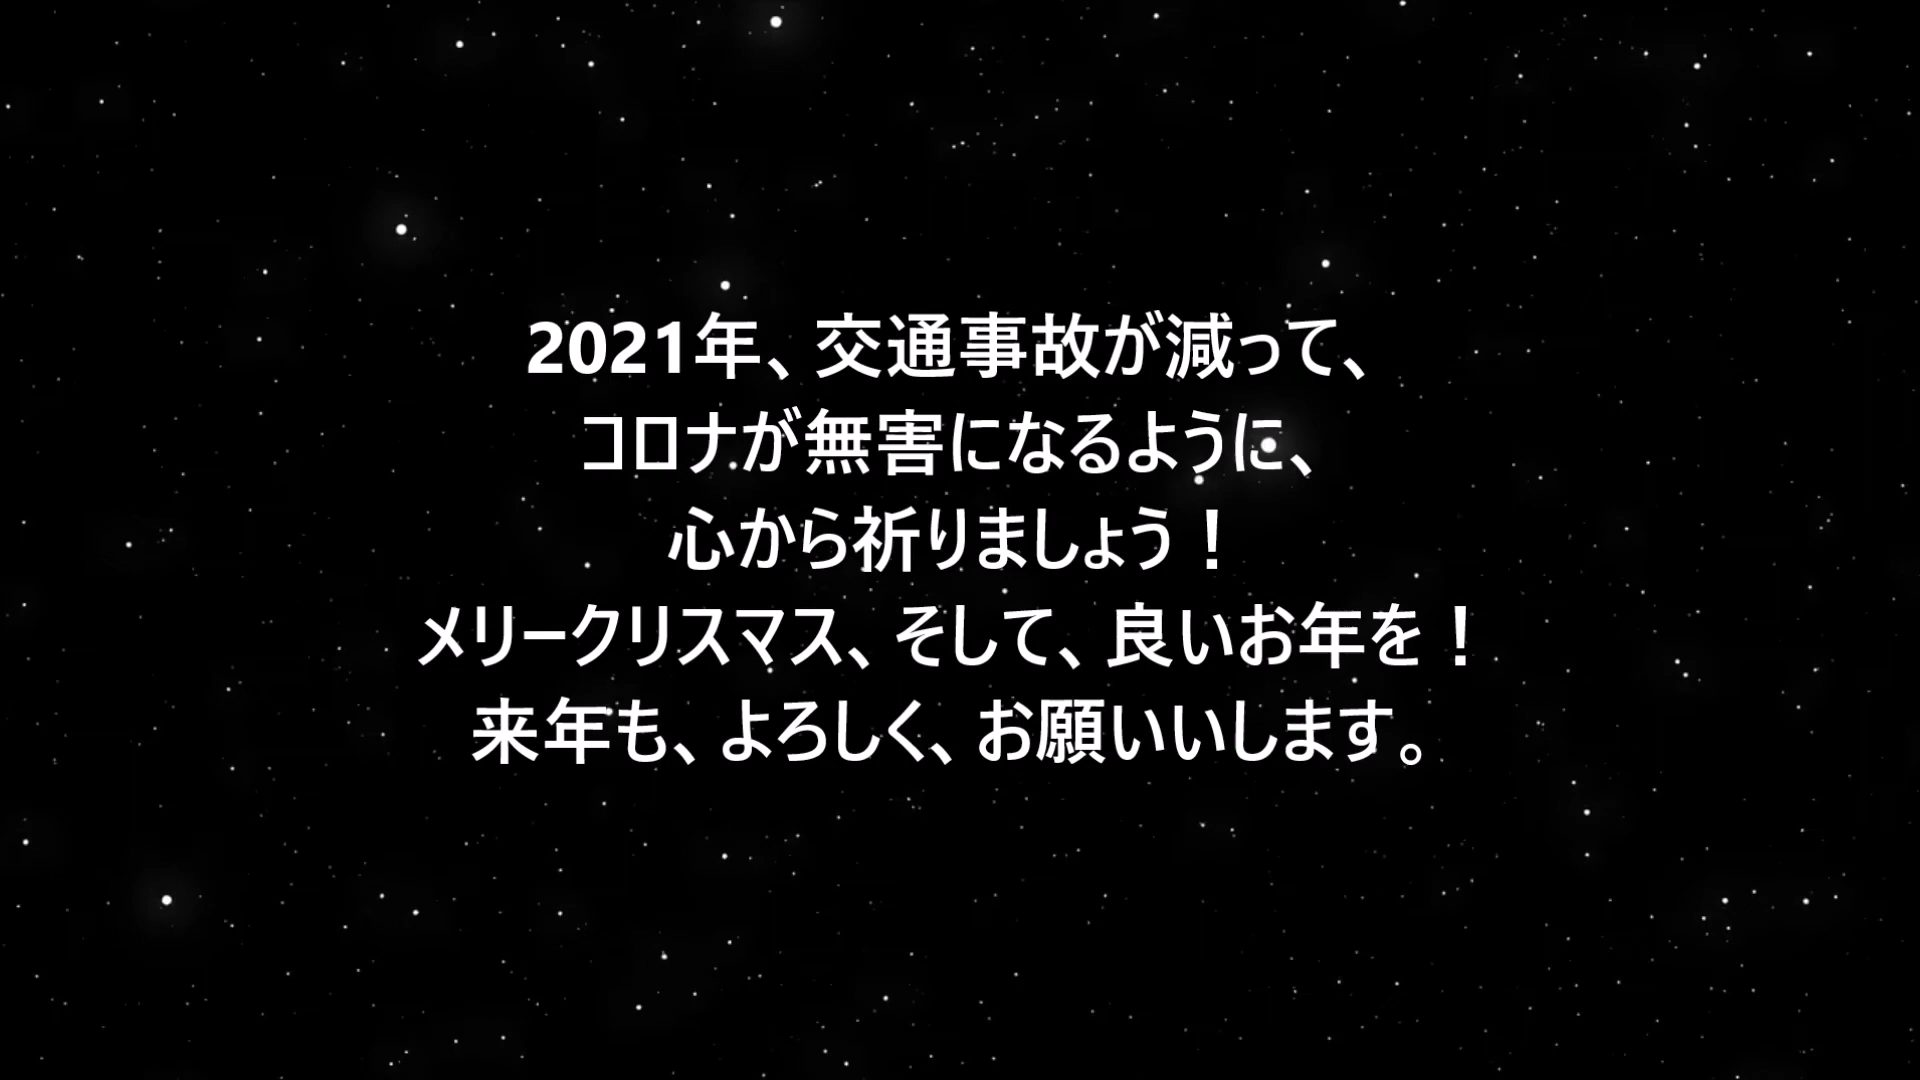 2021年、交通事故が減って、
コロナが無害になるように、
心から祈りましょう！
メリークリスマス、そして、良いお年を！
来年も、よろしく、お願いいします。